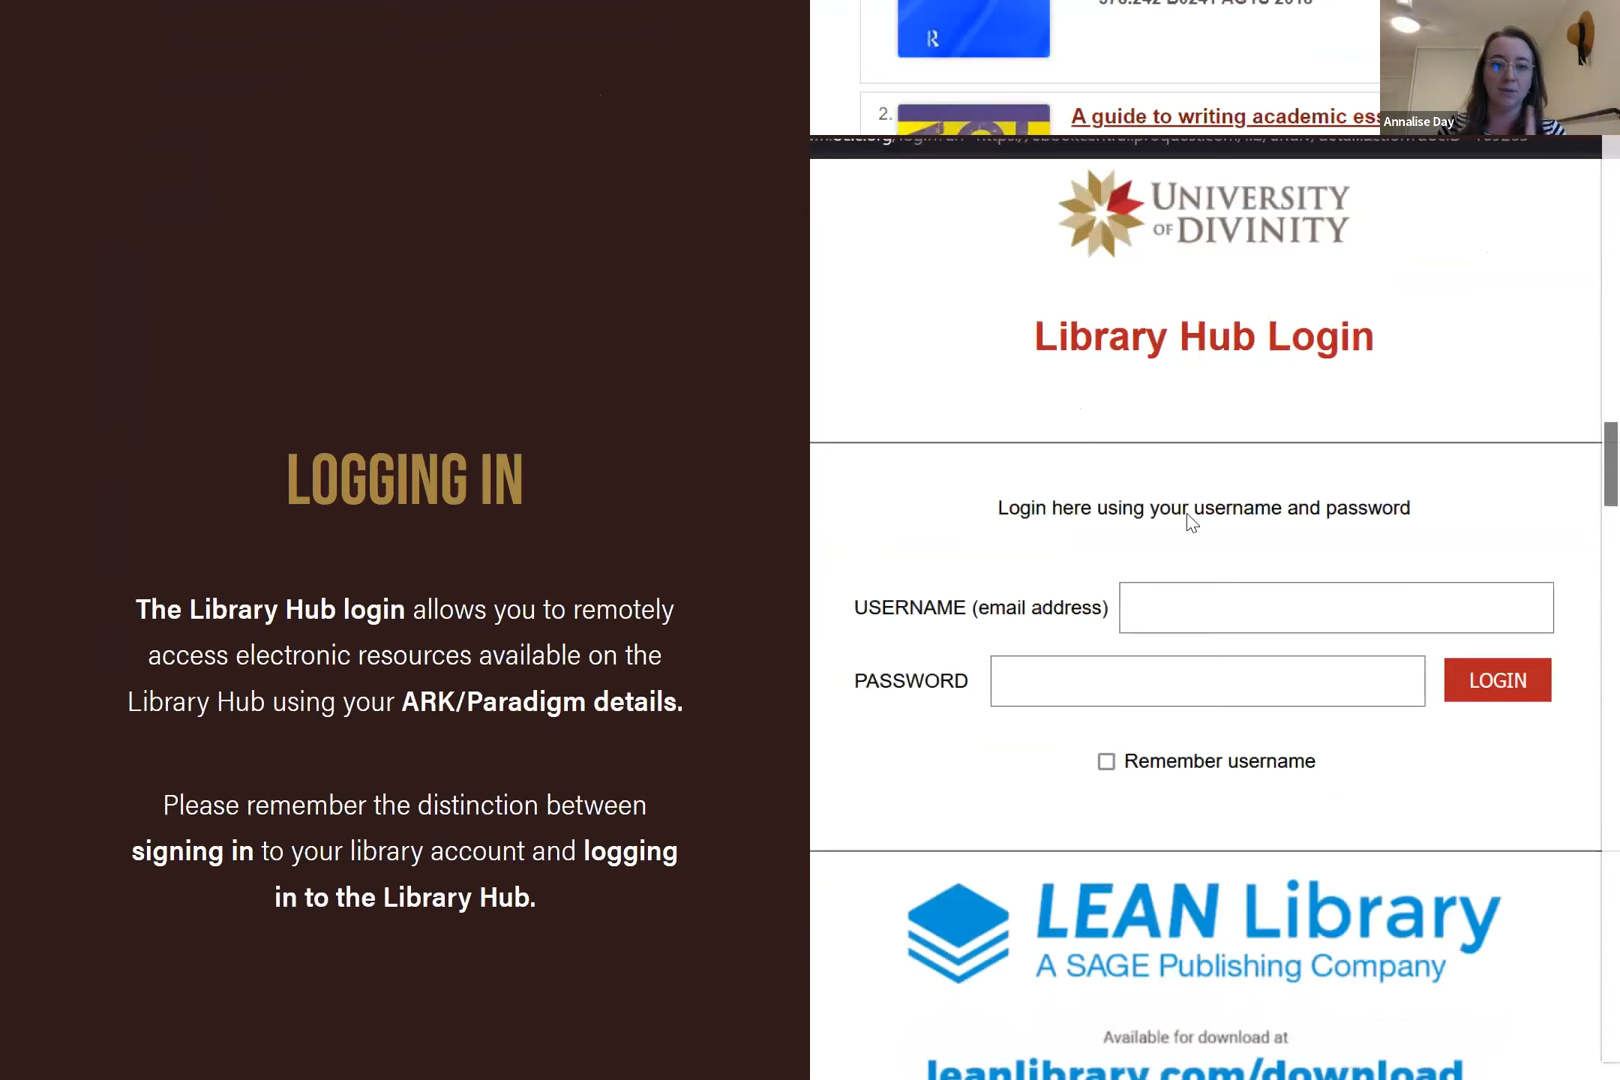 LOGGING IN
The Library Hub login allows you to remotely
access electronic resources available on the
Library Hub using your ARK/Paradigm details.
Please remember the distinction between
signing in to your library account and logging
in to the Library Hub.
R
2.
A guide to writing academic ess
Annalise Day
UNIVERSITY
OF DIVINITY
Library Hub Login
Login here using your username and password
USERNAME (email address)
PASSWORD
LOGIN
Remember username
LEAN Library
A SAGE Publishing Company
Available for download at
leanlibrary.com/download